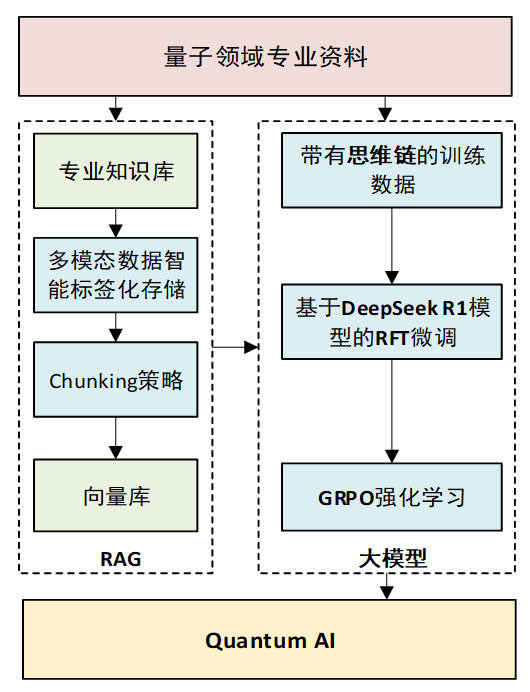 量子领域专业资料
专业知识库
多模态数据智
能标签化存储
Chunking策略
向量库
RAG
带有思维链的训练
数据
基于DeepSeek R1模
型的RFT微调
GRPO强化学习
大模型
Quantum AI